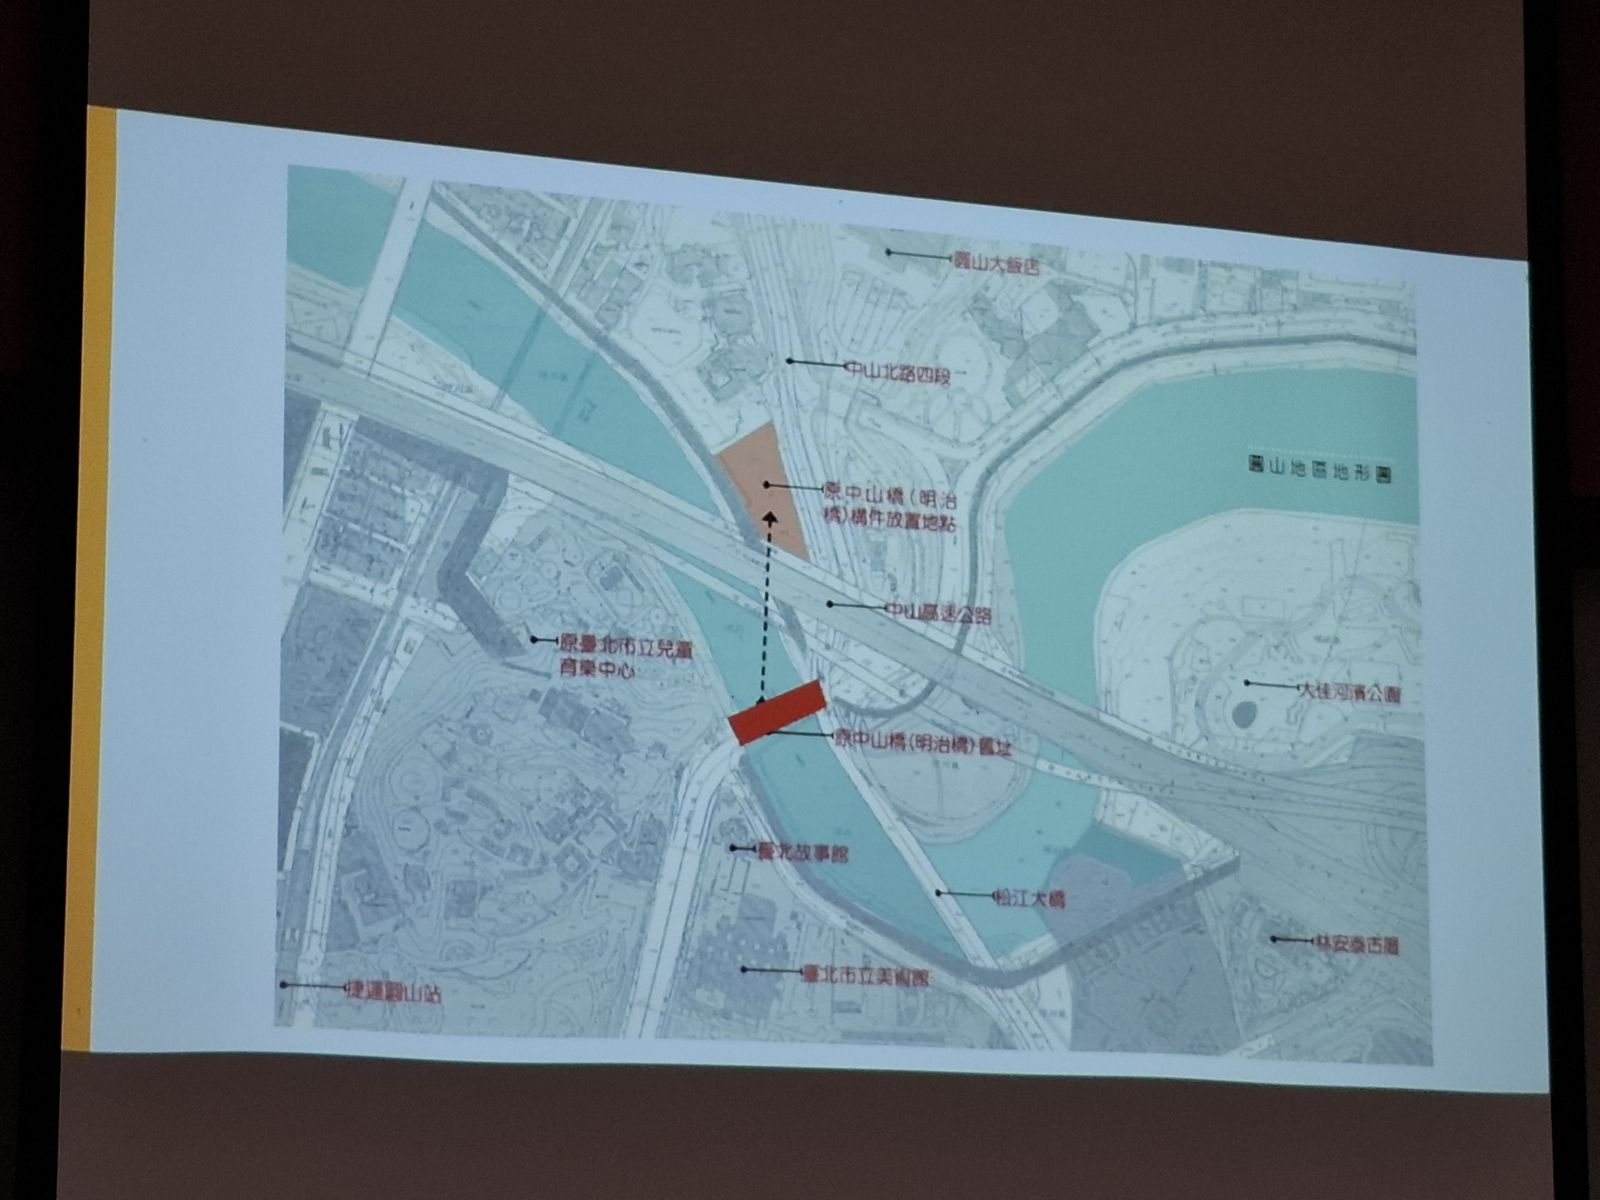 圓山大飯店
中山北路四段
圓山地區地形圖
原中山橋(明治
橋)構件放置地點
中山高速公路
原臺北市立兒童
育樂中心
大佳河濱公園
原中山橋(明治橋)舊址
臺北故事館
松江大橋
林安泰古厝
臺北市立美術館
捷運圓山站